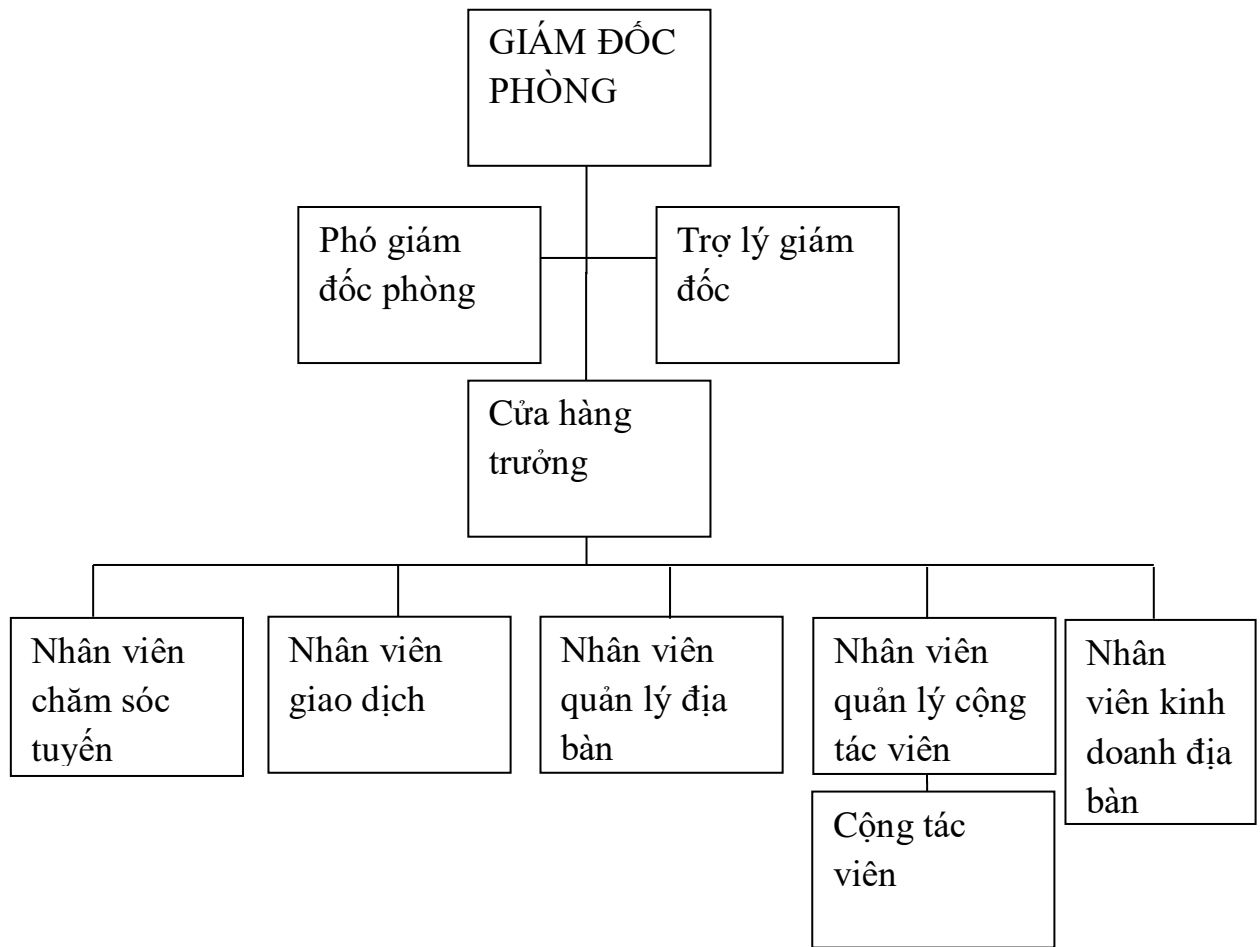 GIÁM ĐỐC
PHÒNG
Phó giám
đốc phòng
Trợ lý giám
đốc
Cửa hàng
trưởng
Nhân viên
chăm sóc
tuyến
Nhân viên
giao dịch
Nhân viên
quản lý địa
bàn
Nhân viên
quản lý cộng
tác viên
Nhân
viên kinh
doanh địa
bàn
Cộng tác
viên